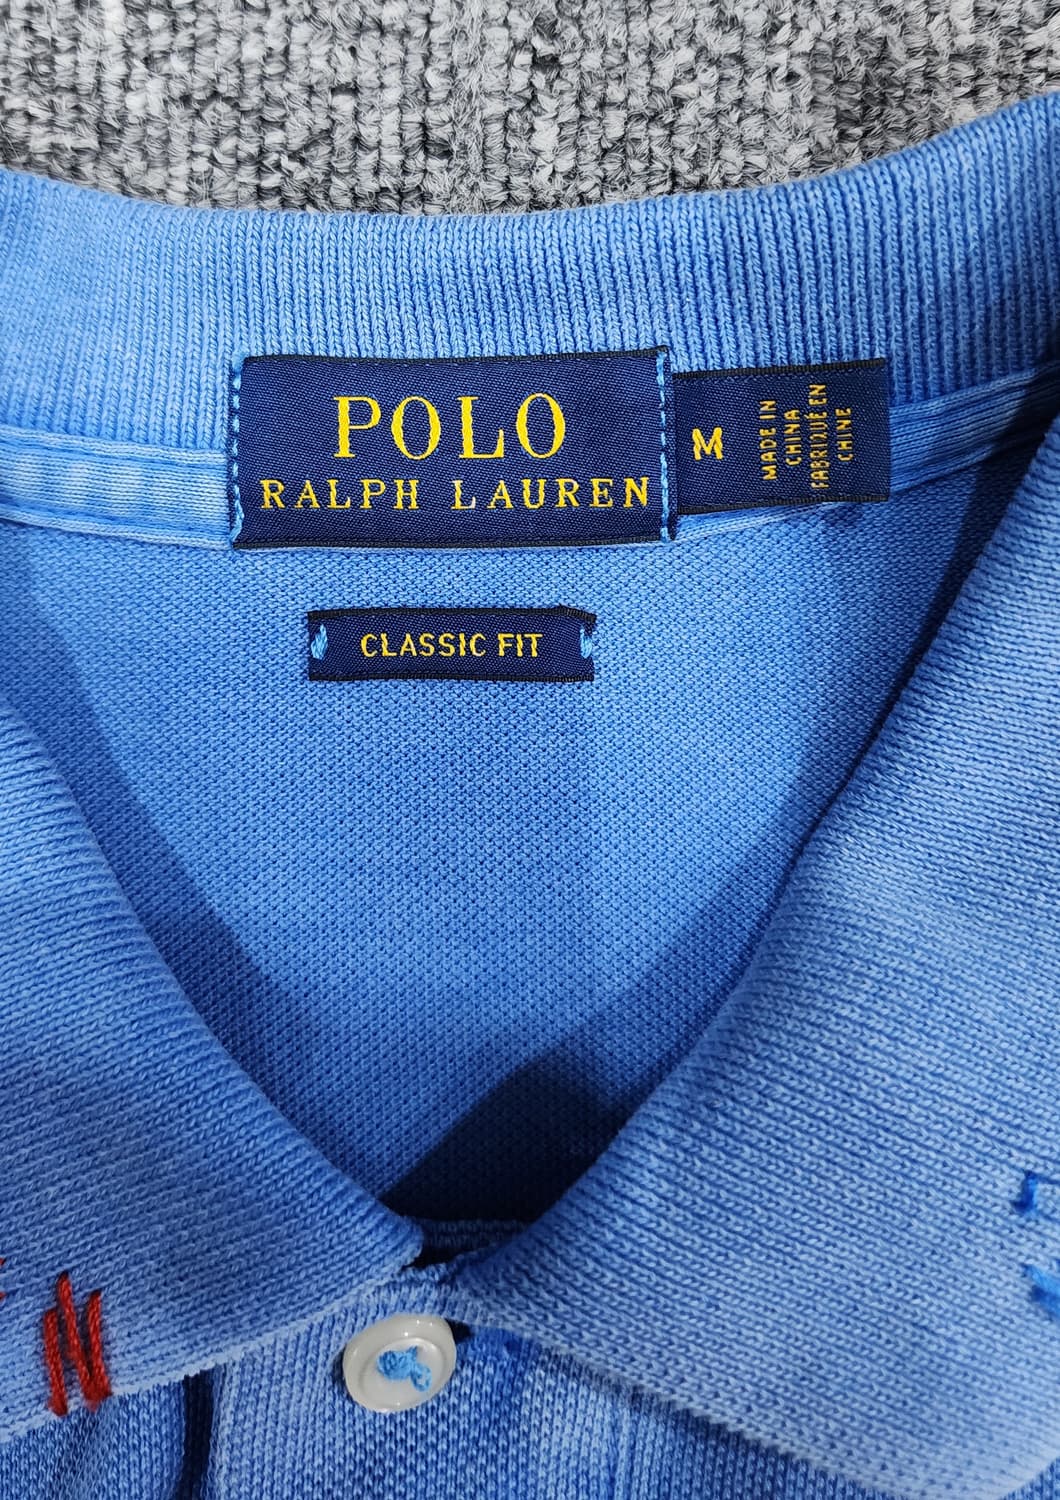 POLO
RALPH LAUREN
M
MADE IN
CHINA
FABRIQUÉ EN
CHINE
CLASSIC FIT